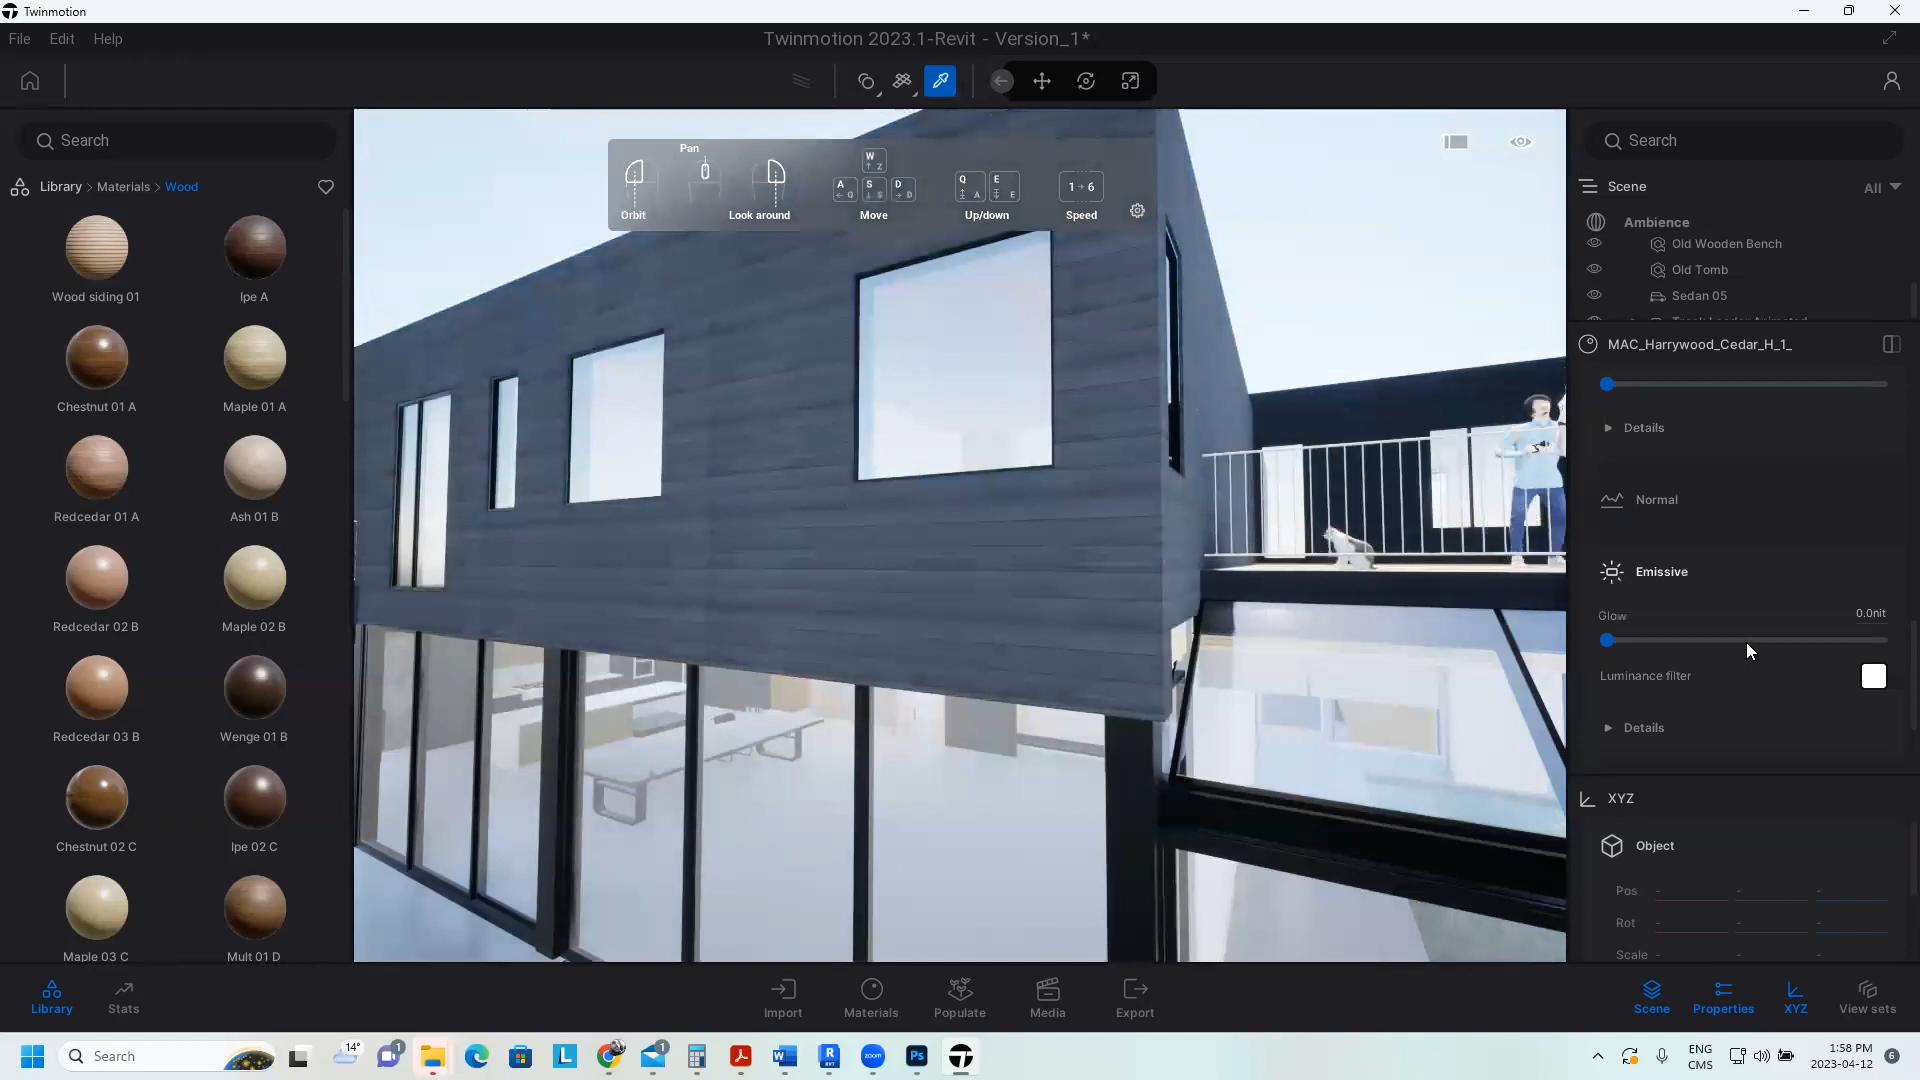 Twinmotion
File Edit Help
Twinmotion 2023.1-Revit - Version_1*
Search
Library > Materials > Wood
Wood siding 01
Ipe A
Chestnut 01 A
Maple 01 A
Redcedar 01 A
Ash 01 B
Redcedar 02 B
Maple 02 B
Redcedar 03 B
Wenge 01 B
Chestnut 02 C
Ipe 02 C
Maple 03 C
Mult 01 D
Pan
Orbit
Look around
W
Z
A S D
Q S D
Move
Q E
A E
Up/down
1 6
Speed
Search
Scene
All
Ambience
Old Wooden Bench
Old Tomb
Sedan 05
MAC_Harrywood_Cedar_H_1_
Details
Normal
Emissive
Glow
0.0nit
Luminance filter
Details
XYZ
Object
Pos - - -
Rot - - -
Scale - - -
Library
Stats
Import
Materials
Populate
Media
Export
Scene
Properties
XYZ
View sets
Search
14°
1
1
ENG
CMS
1:58 PM
2023-04-12
6